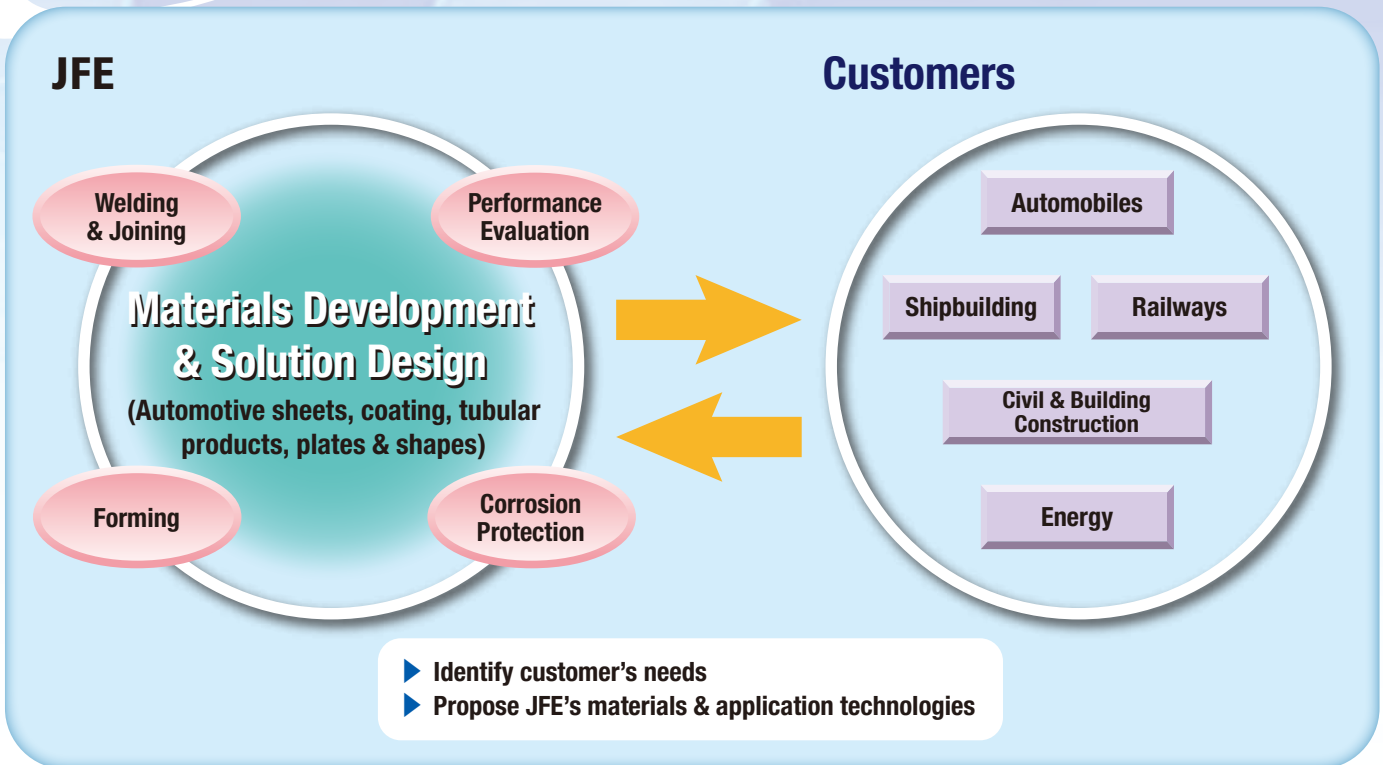 JFE
Customers
Welding
& Joining
Performance
Evaluation
Materials Development
& Solution Design
(Automotive sheets, coating, tubular
products, plates & shapes)
Forming
Corrosion
Protection
Automobiles
Shipbuilding
Railways
Civil & Building
Construction
Energy
Identify customer's needs
Propose JFE's materials & application technologies